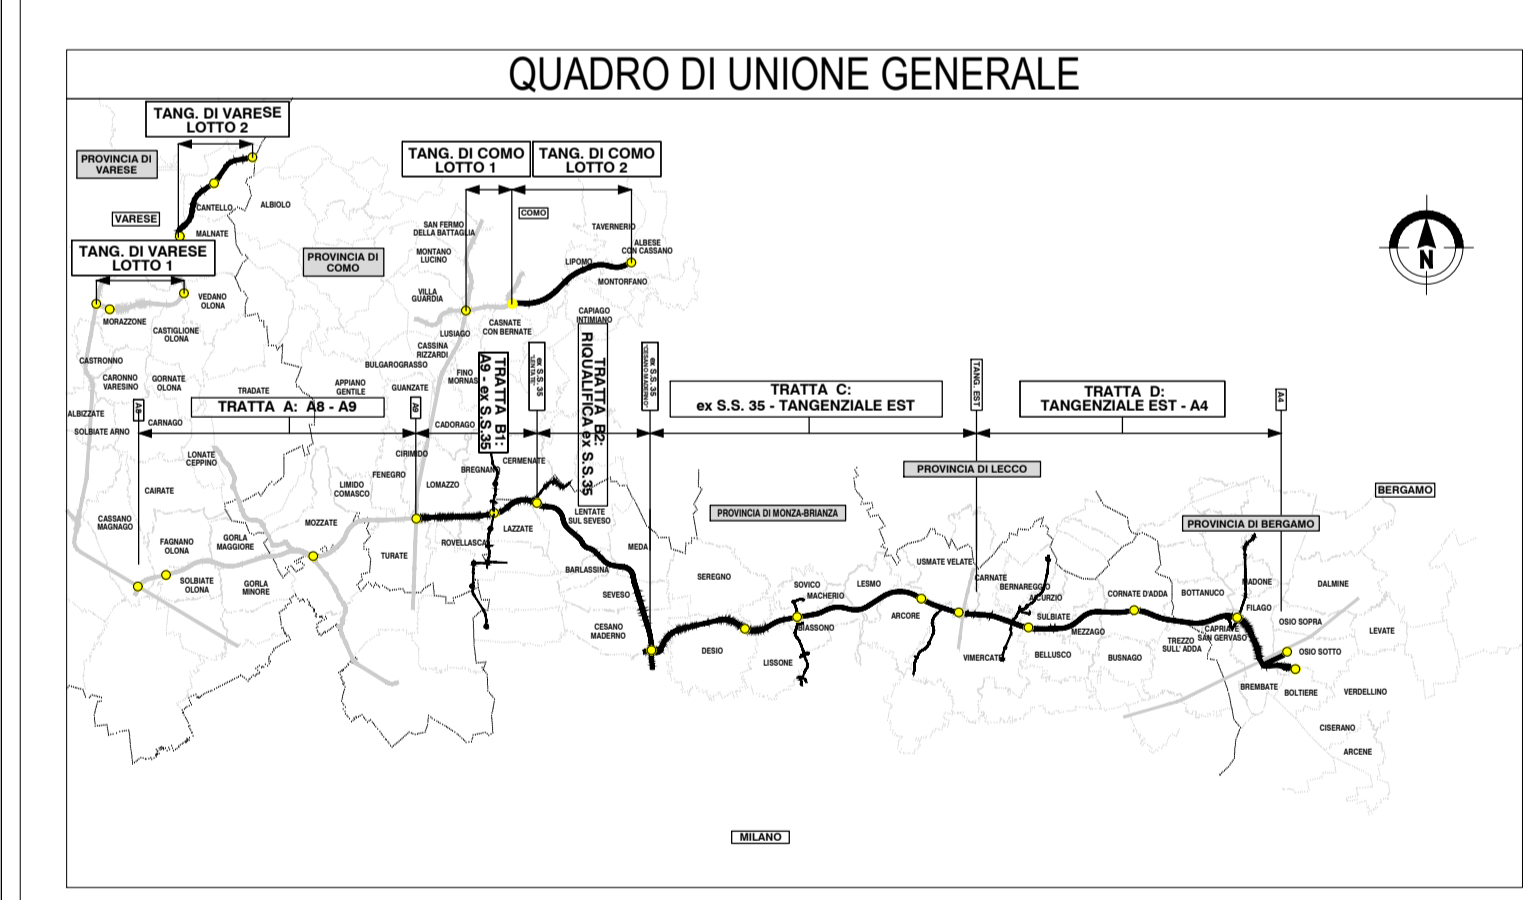 QUADRO DI UNIONE GENERALE
TANG. DI VARESE
LOTTO 2
PROVINCIA DI
VARESE
VARESE
CANTELLO
ALBIOLO
MALNATE
TANG. DI VARESE
LOTTO 1
PROVINCIA DI
COMO
TANG. DI COMO
LOTTO 1
TANG. DI COMO
LOTTO 2
COMO
SAN FERMO
DELLA BATTAGLIA
TAVERNERIO
MONTANO
LUCINO
ALBESE
CON CASSANO
LIPOMO
MONTORFANO
VILLA
GUARDIA
VEDANO
OLONA
MORAZZONE
CASTIGLIONE
OLONA
LUSIAGO
CASNATE
CON BERNATE
CAPIAGO
INTIMIANO
CASSINA
RIZZARDI
BULGAROGRASSO
CASTRONNO
CARONNO
VARESINO
GORNATE
OLONA
TRADATE
APPIANO
GENTILE
GUANZATE
FINO
MORNAS
ALBIZZATE
SOLBIATE ARNO
CARNAGO
A8
TRATTA A: A8 - A9
A9
CADORAGO
TRATTA B1:
A9 - ex S.S.35
ex S.S. 35
"LENTATE"
TRATTA B2:
RIQUALIFICA ex S.S.35
ex S.S. 35
"CESANO MADERNO"
TRATTA C:
ex S.S. 35 - TANGENZIALE EST
TANG. EST
TRATTA D:
TANGENZIALE EST - A4
A4
LONATE
CEPPINO
CIRIMIDO
FENEGRO
LIMIDO
COMASCO
LOMAZZO
BREGNANO
CERMENATE
CAIRATE
PROVINCIA DI LECCO
BERGAMO
CASSANO
MAGNAGO
MOZZATE
LENTATE
SUL SEVESO
PROVINCIA DI MONZA-BRIANZA
PROVINCIA DI BERGAMO
FAGNANO
OLONA
GORLA
MAGGIORE
TURATE
ROVELLASCA
LAZZATE
MEDA
SOLBIATE
OLONA
GORLA
MINORE
BARLASSINA
SEVESO
CESANO
MADERNO
SEREGNO
SOVICO
MACHERIO
LESMO
USMATE VELATE
CARNATE
BERNAREGGIO
AICURZIO
CORNATE D'ADDA
BOTTANUCO
MADONE
DALMINE
FILAGO
DESIO
BIASSONO
LISSONE
ARCORE
SULBIATE
MEZZAGO
VIMERCATE
BELLUSCO
BUSNAGO
TREZZO
SULL' ADDA
CAPRIATE
SAN GERVASO
OSIO SOPRA
LEVATE
OSIO SOTTO
BREMBATE
BOLTIERE
VERDELLINO
CISERANO
ARCENE
MILANO
N